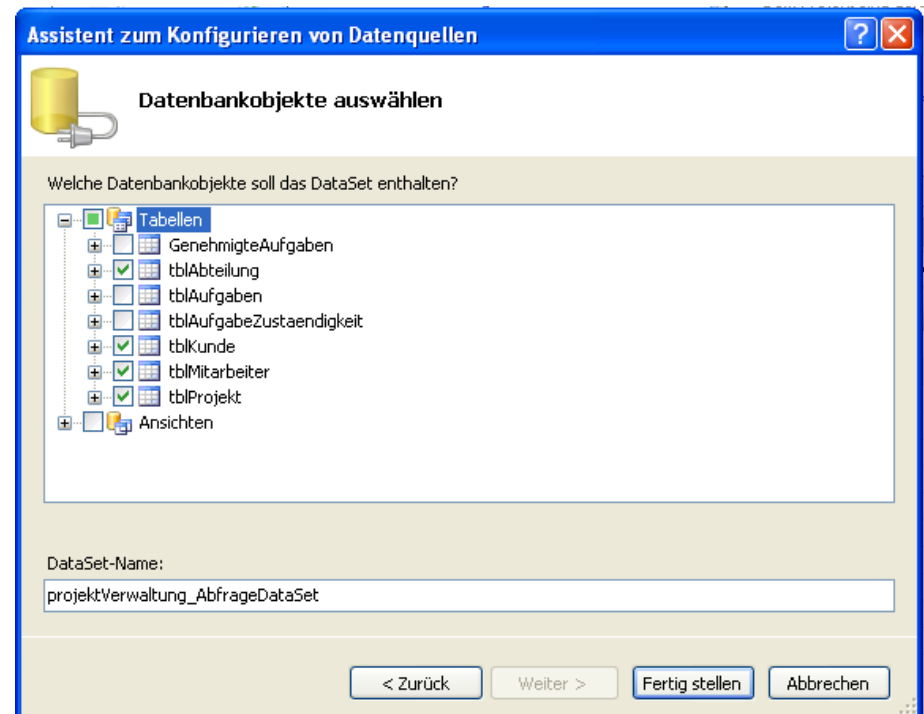 Assistent zum Konfigurieren von Datenquellen
Datenbankobjekte auswählen
Welche Datenbankobjekte soll das DataSet enthalten?
Tabellen
GenehmigteAufgaben
tblAbteilung
tblAufgaben
tblAufgabeZustaendigkeit
tblKunde
tblMitarbeiter
tblProjekt
Ansichten
DataSet-Name:
projektVerwaltung_AbfrageDataSet
< Zurück Weiter > Fertig stellen Abbrechen